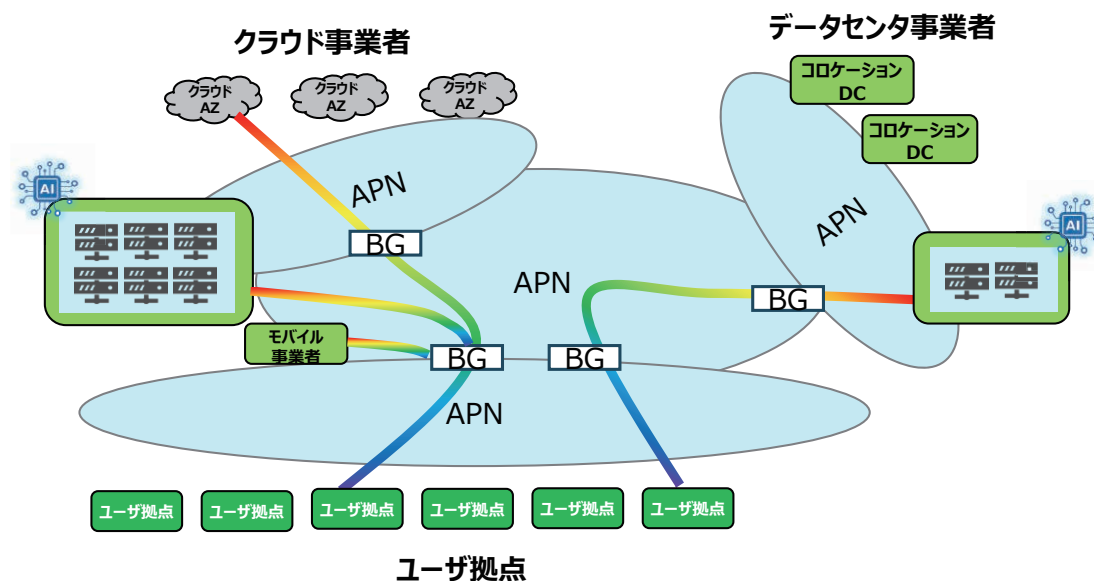 クラウド事業者
データセンタ事業者
クラウド
AZ
クラウド
AZ
クラウド
AZ
コロケーション
DC
コロケーション
DC
AI
APN
APN
AI
BG
APN
BG
モバイル
事業者
BG
BG
APN
ユーザ拠点
ユーザ拠点
ユーザ拠点
ユーザ拠点
ユーザ拠点
ユーザ拠点
ユーザ拠点